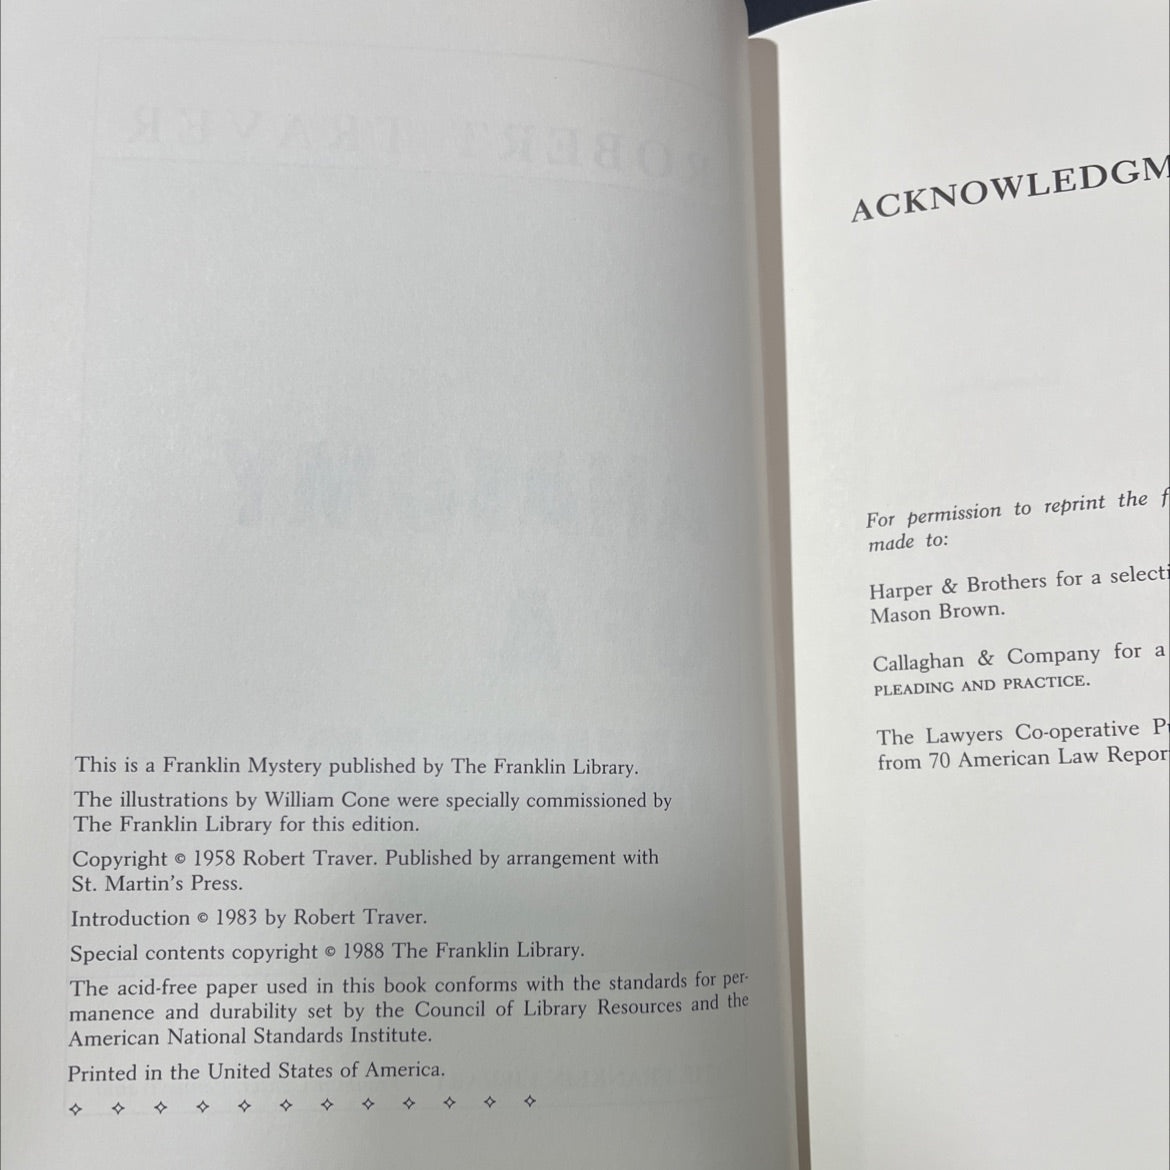 This is a Franklin Mystery published by The Franklin Library.
The illustrations by William Cone were specially commissioned by
The Franklin Library for this edition.
Copyright © 1958 Robert Traver. Published by arrangement with
St. Martin's Press.
Introduction © 1983 by Robert Traver.
Special contents copyright © 1988 The Franklin Library.
The acid-free paper used in this book conforms with the standards for per-
manence and durability set by the Council of Library Resources and the
American National Standards Institute.
Printed in the United States of America.
ACKNOWLEDGM
For permission to reprint the f
made to:
Harper & Brothers for a selecti
Mason Brown.
Callaghan & Company for a
PLEADING AND PRACTICE.
The Lawyers Co-operative P
from 70 American Law Repor